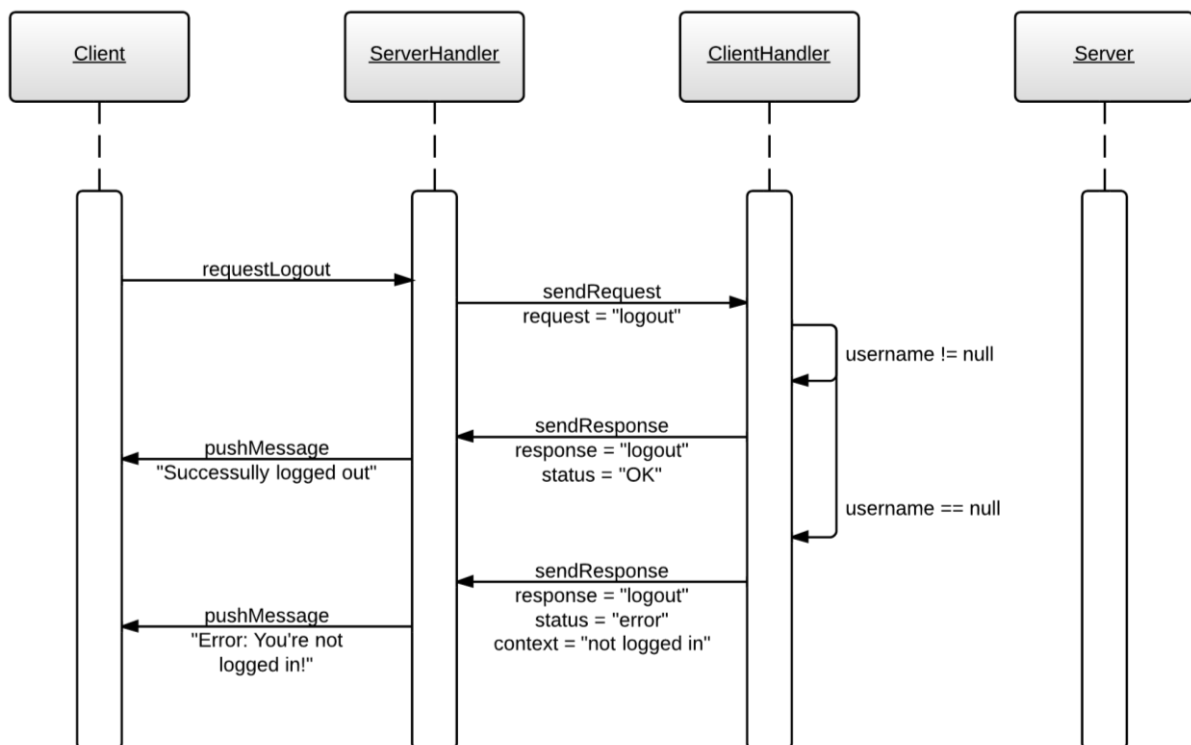 Client
ServerHandler
ClientHandler
Server
requestLogout
sendRequest
request = "logout"
username != null
sendResponse
response = "logout"
status = "OK"
pushMessage
"Successully logged out"
username == null
sendResponse
response = "logout"
status = "error"
context = "not logged in"
pushMessage
"Error: You're not
logged in!"